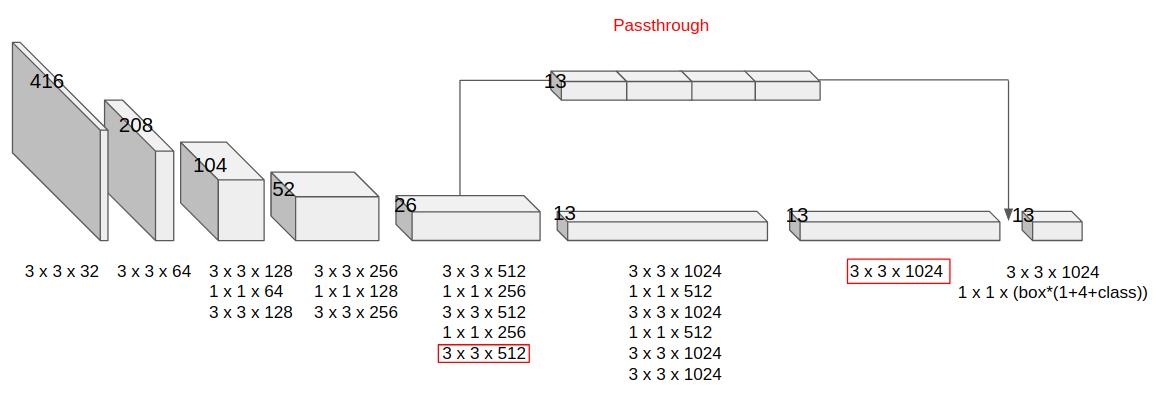 Passthrough
416
208
104
52
26
13
13
13
13
3 x 3 x 32
3 x 3 x 64
3 x 3 x 128
1 x 1 x 64
3 x 3 x 128
3 x 3 x 256
1 x 1 x 128
3 x 3 x 256
3 x 3 x 512
1 x 1 x 256
3 x 3 x 512
1 x 1 x 256
3 x 3 x 512
3 x 3 x 1024
1 x 1 x 512
3 x 3 x 1024
1 x 1 x 512
3 x 3 x 1024
3 x 3 x 1024
3 x 3 x 1024
3 x 3 x 1024
1 x 1 x (box*(1+4+class))